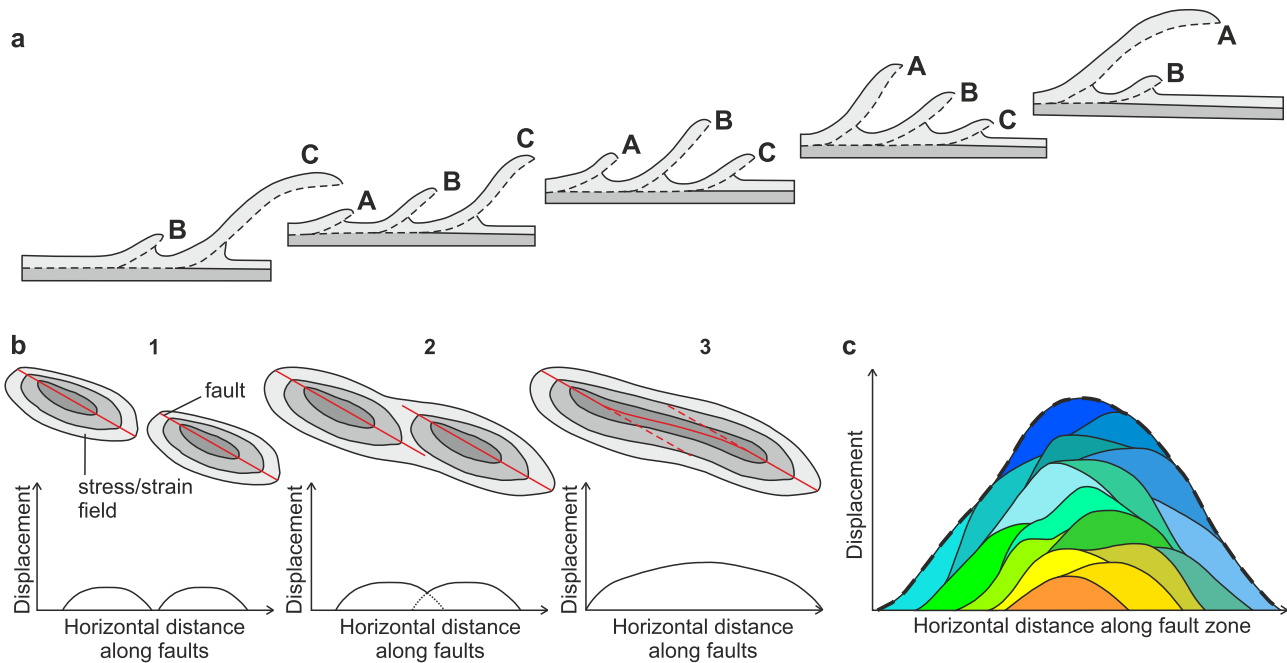 a
B
C
A
B
C
A
B
C
A
B
C
A
B
b
1
2
3
c
fault
stress/strain
field
Displacement
Horizontal distance
along faults
Displacement
Horizontal distance
along faults
Displacement
Horizontal distance
along faults
Displacement
Horizontal distance along fault zone